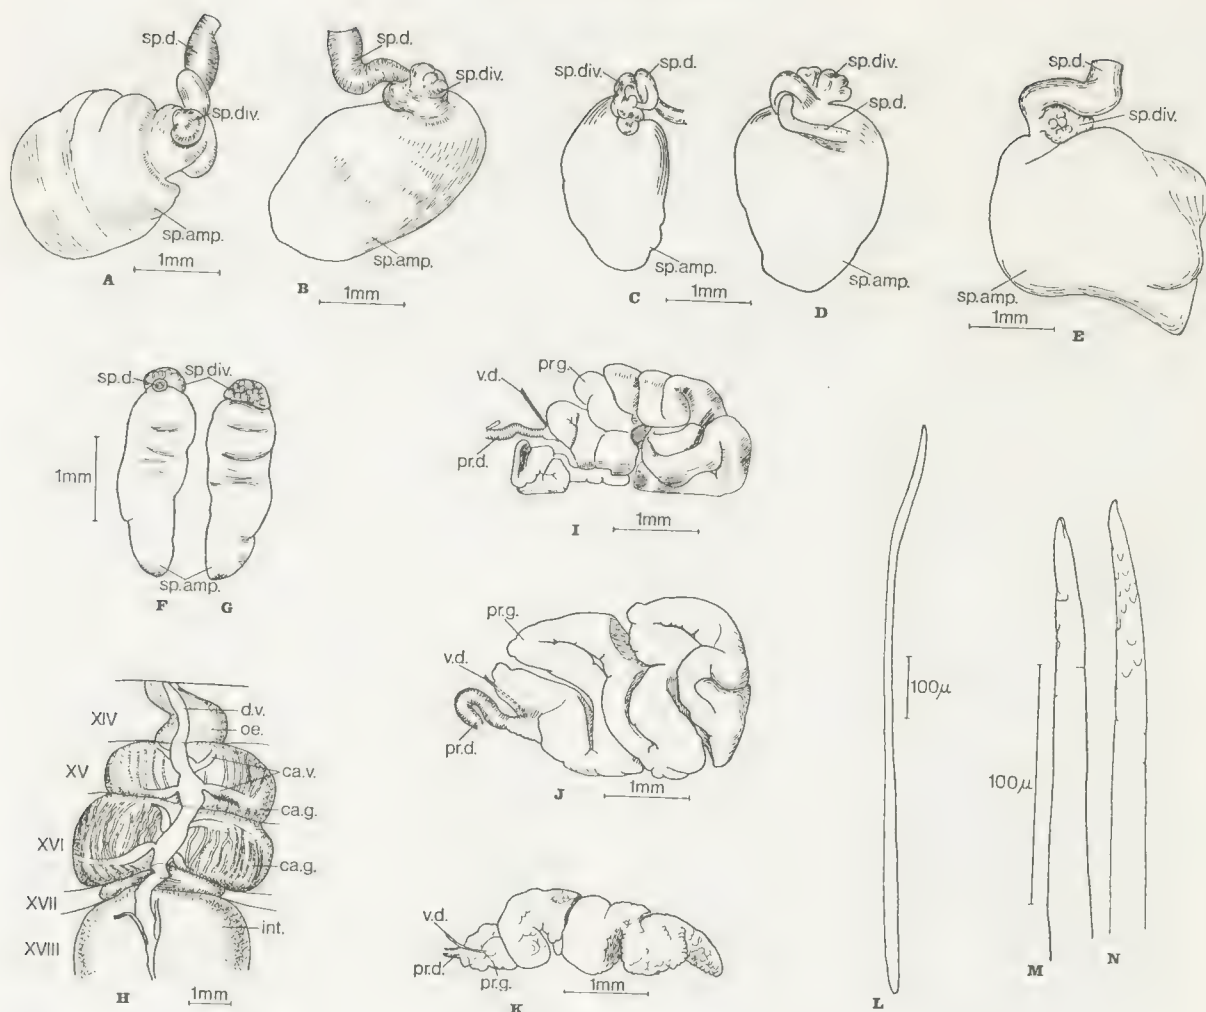 sp.d.
sp.div.
sp.amp.
A
1mm
sp.d.
sp.div.
sp.amp.
B
1mm
sp.div.
sp.d.
sp.amp.
C
1mm
sp.div.
sp.d.
sp.amp.
D
sp.d.
sp.div.
sp.amp.
1mm
E
sp.d.
sp.div.
1mm
sp.amp.
F
G
pr.g.
v.d.
pr.d.
I
1mm
pr.g.
v.d.
pr.d.
1mm
J
XIV
XV
XVI
XVII
XVIII
d.v.
oe.
ca.v.
ca.g.
ca.g.
int.
H
1mm
v.d.
pr.d.
pr.g.
1mm
K
100μ
L
100μ
M
N